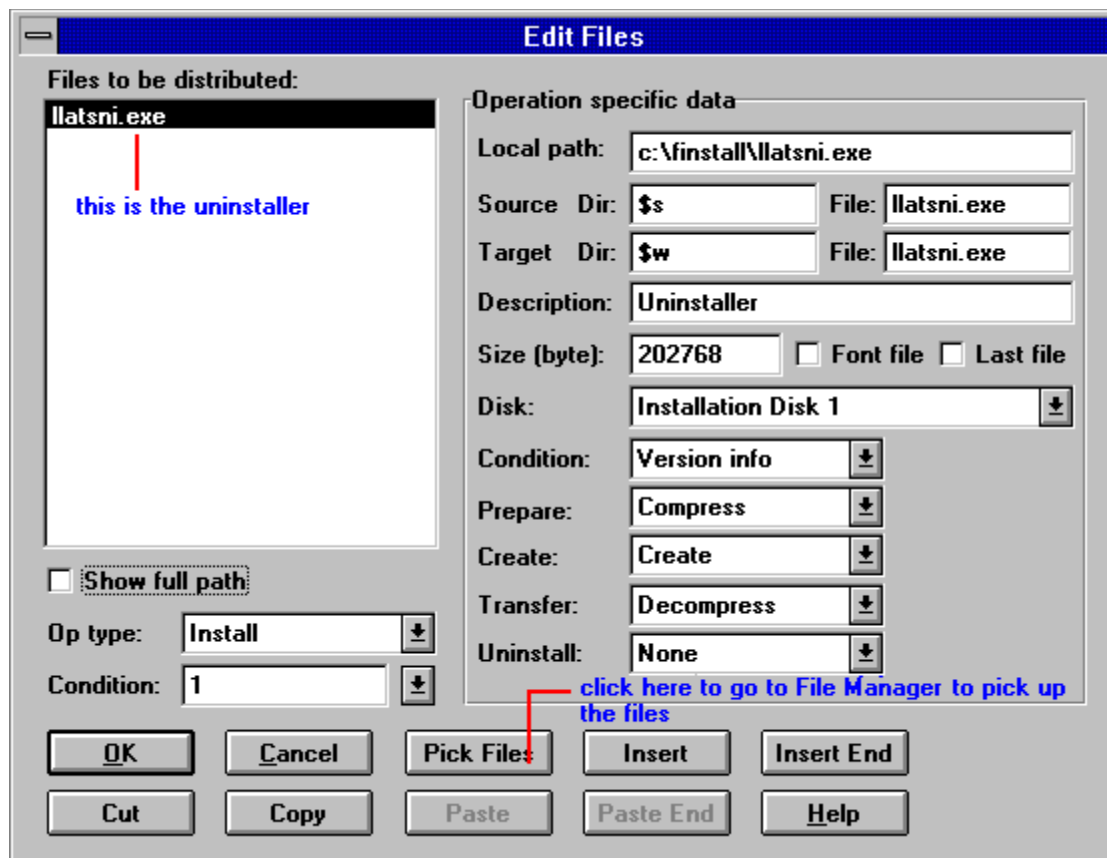 Edit Files
Files to be distributed:
llatsni.exe
this is the uninstaller
Show full path
Op type: Install
Condition: 1
Operation specific data
Local path: c:\finstall\llatsni.exe
Source Dir: $s File: llatsni.exe
Target Dir: $w File: llatsni.exe
Description: Uninstaller
Size (byte): 202768 Font file Last file
Disk: Installation Disk 1
Condition: Version info
Prepare: Compress
Create: Create
Transfer: Decompress
Uninstall: None
click here to go to File Manager to pick up
the files
OK Cancel Pick Files Insert Insert End
Cut Copy Paste Paste End Help